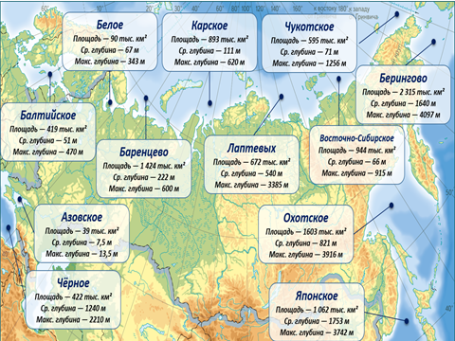 к востоку 180° к западу
от Гринвича
Белое
Площадь — 90 тыс. км²
Ср. глубина — 67 м
Макс. глубина — 343 м
Карское
Площадь — 893 тыс. км²
Ср. глубина — 111 м
Макс. глубина — 620 м
Чукотское
Площадь — 595 тыс. км²
Ср. глубина — 71 м
Макс. глубина — 1256 м
Берингово
Площадь — 2 315 тыс. км²
Ср. глубина — 1640 м
Макс. глубина — 4097 м
Балтийское
Площадь — 419 тыс. км²
Ср. глубина — 51 м
Макс. глубина — 470 м
Баренцево
Площадь — 1 424 тыс. км²
Ср. глубина — 222 м
Макс. глубина — 600 м
Лаптевых
Площадь — 672 тыс. км²
Ср. глубина — 540 м
Макс. глубина — 3385 м
Восточно-Сибирское
Площадь — 944 тыс. км²
Ср. глубина — 66 м
Макс. глубина — 915 м
Азовское
Площадь — 39 тыс. км²
Ср. глубина — 7,5 м
Макс. глубина — 13,5 м
Охотское
Площадь — 1603 тыс. км²
Ср. глубина — 821 м
Макс. глубина — 3916 м
Чёрное
Площадь — 422 тыс. км²
Ср. глубина — 1240 м
Макс. глубина — 2210 м
Японское
Площадь — 1 062 тыс. км²
Ср. глубина — 1753 м
Макс. глубина — 3742 м